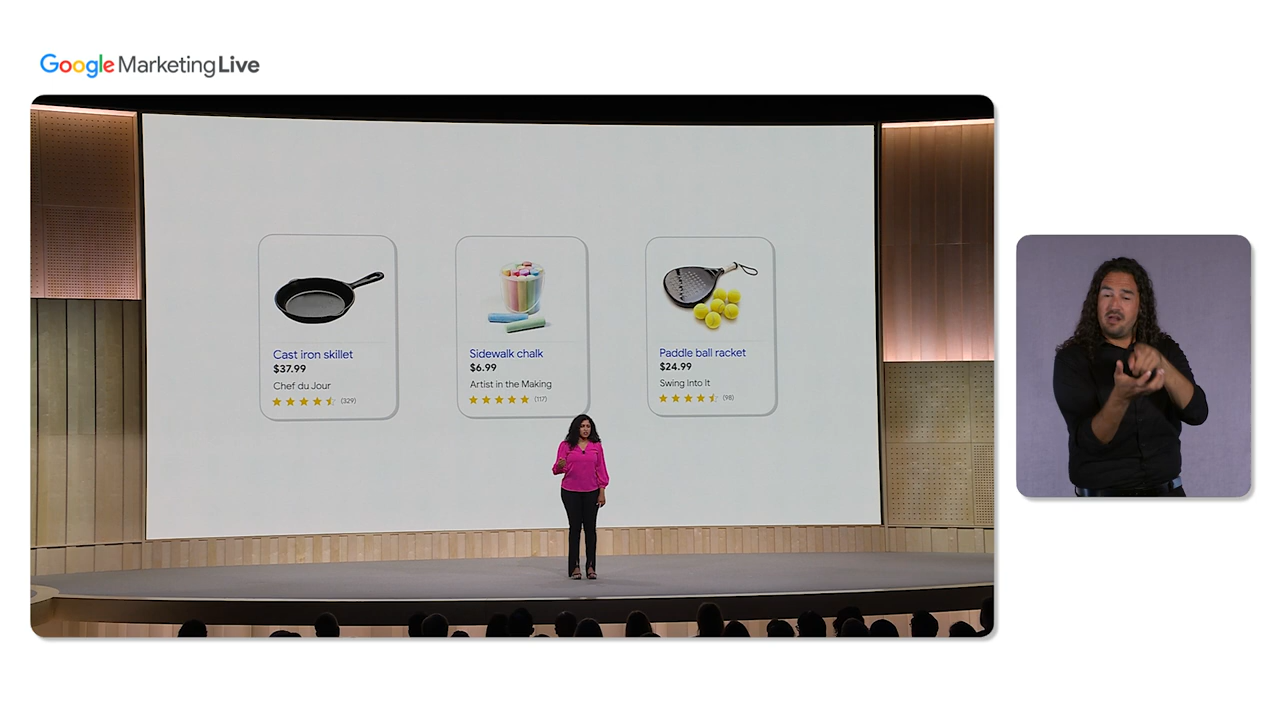 Google Marketing Live
Cast iron skillet
$37.99
Chef du Jour
(329)
Sidewalk chalk
$6.99
Artist in the Making
(117)
Paddle ball racket
$24.99
Swing Into It
(98)